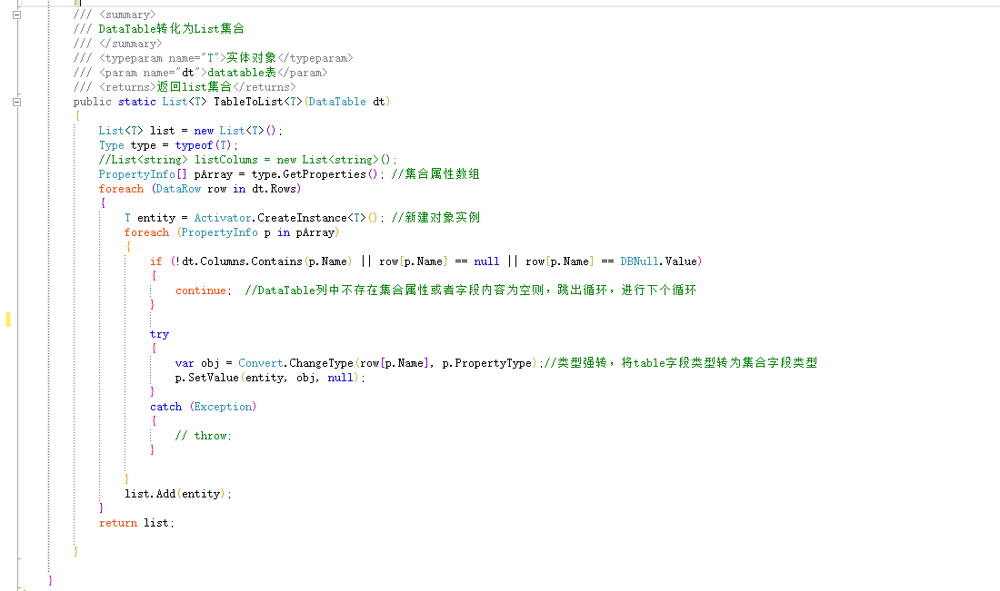 /// <summary>
/// DataTable转化为List集合
/// </summary>
/// <typeparam name="T">实体对象</typeparam>
/// <param name="dt">datatable表</param>
/// <returns>返回list集合</returns>
public static List<T> TableToList<T>(DataTable dt)
{
List<T> list = new List<T>();
Type type = typeof(T);
//List<string> listColums = new List<string>();
PropertyInfo[] pArray = type.GetProperties(); //集合属性数组
foreach (DataRow row in dt.Rows)
{
T entity = Activator.CreateInstance<T>(); //新建对象实例
foreach (PropertyInfo p in pArray)
{
if (!dt.Columns.Contains(p.Name) || row[p.Name] == null || row[p.Name] == DBNull.Value)
{
continue;  //DataTable列中不存在集合属性或者字段内容为空则，跳出循环，进行下个循环
}
try
{
var obj = Convert.ChangeType(row[p.Name], p.PropertyType);//类型强转，将table字段类型转为集合字段类型
p.SetValue(entity, obj, null);
}
catch (Exception)
{
// throw;
}
}
list.Add(entity);
}
return list;
}
}